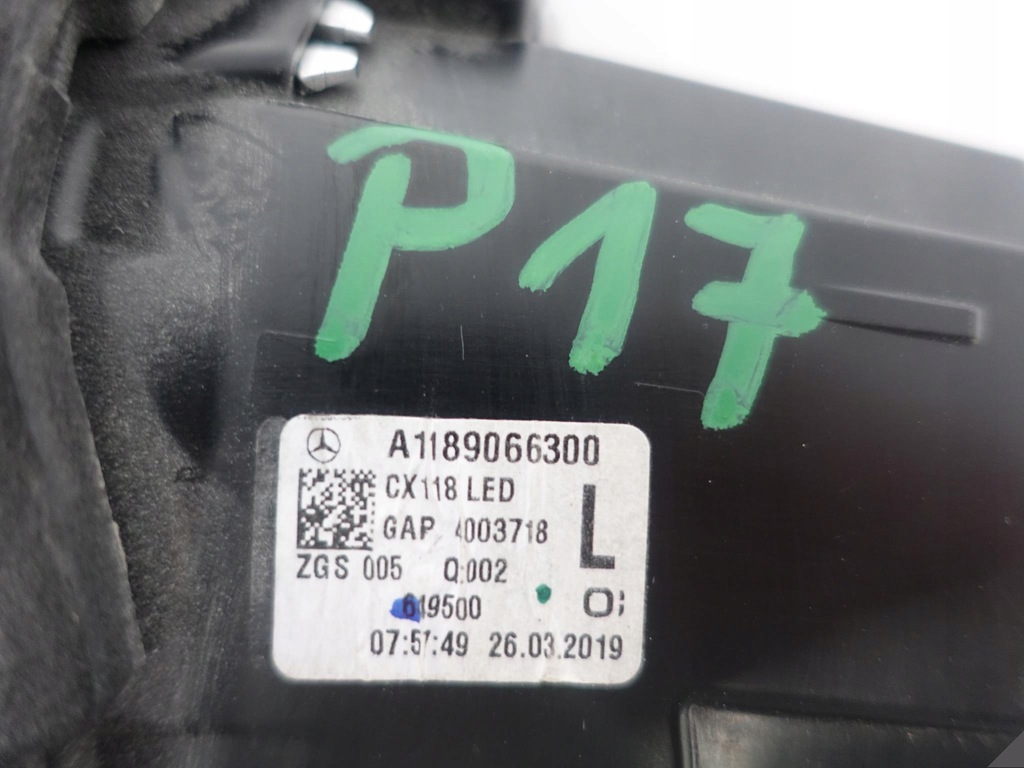 P17
A1189066300
CX118 LED
L
GAP 4003718
ZGS 005 Q:002
619500
07:57:49 26.03.2019